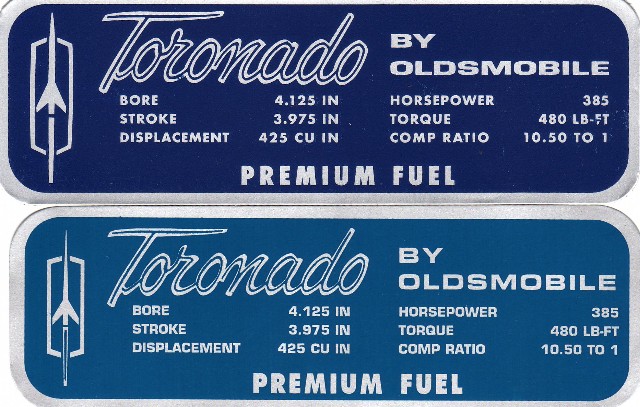 Toronado BY OLDSMOBILE
BORE 4.125 IN HORSEPOWER 385
STROKE 3.975 IN TORQUE 480 LB-FT
DISPLACEMENT 425 CU IN COMP RATIO 10.50 TO 1
PREMIUM FUEL
Toronado BY OLDSMOBILE
BORE 4.125 IN HORSEPOWER 385
STROKE 3.975 IN TORQUE 480 LB-FT
DISPLACEMENT 425 CU IN COMP RATIO 10.50 TO 1
PREMIUM FUEL